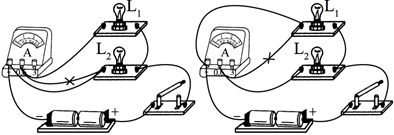 L₁
A
L₂
- 0.6 3
− +
L₁
A
L₂
- 0.6 3
− +